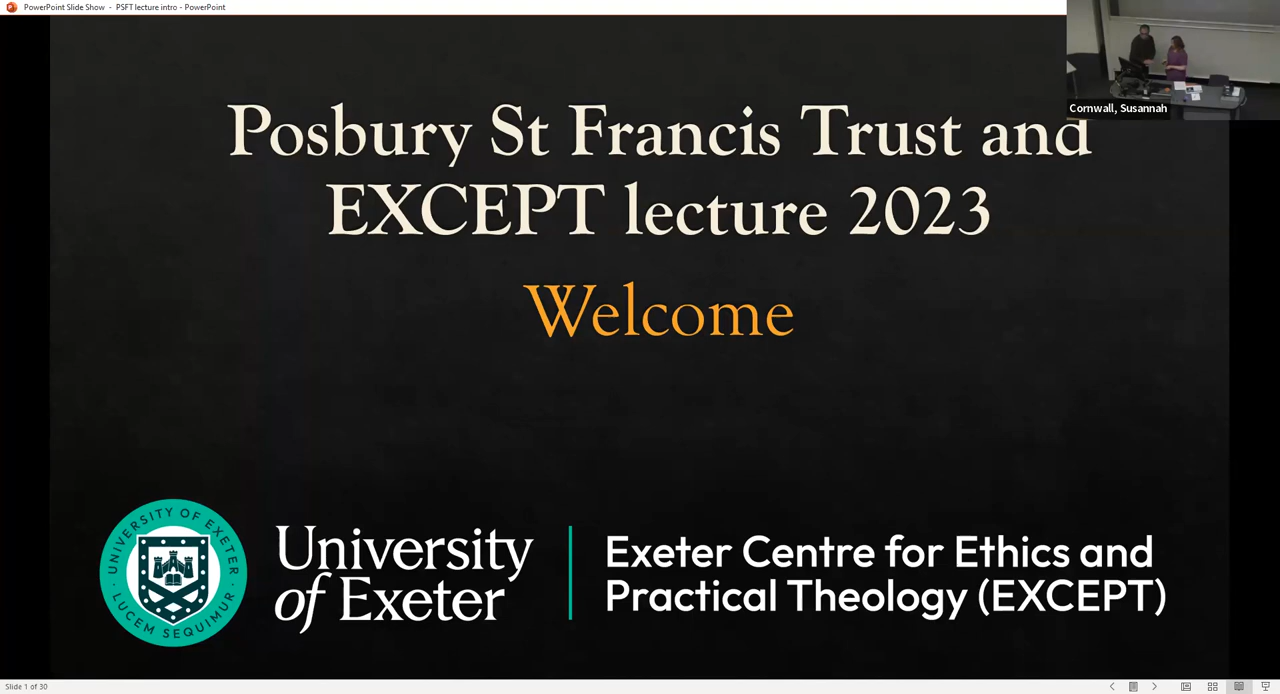 PowerPoint Slide Show - PSFT lecture intro - PowerPoint
Cornwall, Susannah
Posbury St Francis Trust and
EXCEPT lecture 2023
Welcome
UNIVERSITY OF EXETER
LUCEM SEQUIMUR
University
of Exeter
Exeter Centre for Ethics and
Practical Theology (EXCEPT)
Slide 1 of 30